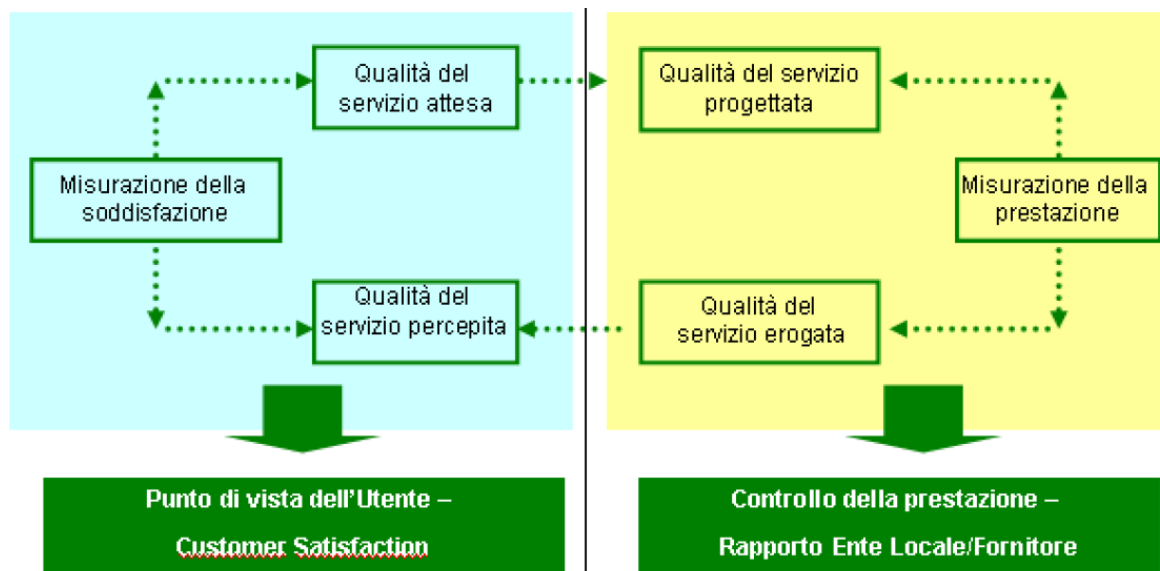 Qualità del
servizio attesa
Qualità del servizio
progettata
Misurazione della
soddisfazione
Misurazione della
prestazione
Qualità del
servizio percepita
Qualità del
servizio erogata
Punto di vista dell'Utente –
Customer Satisfaction
Controllo della prestazione –
Rapporto Ente Locale/Fornitore